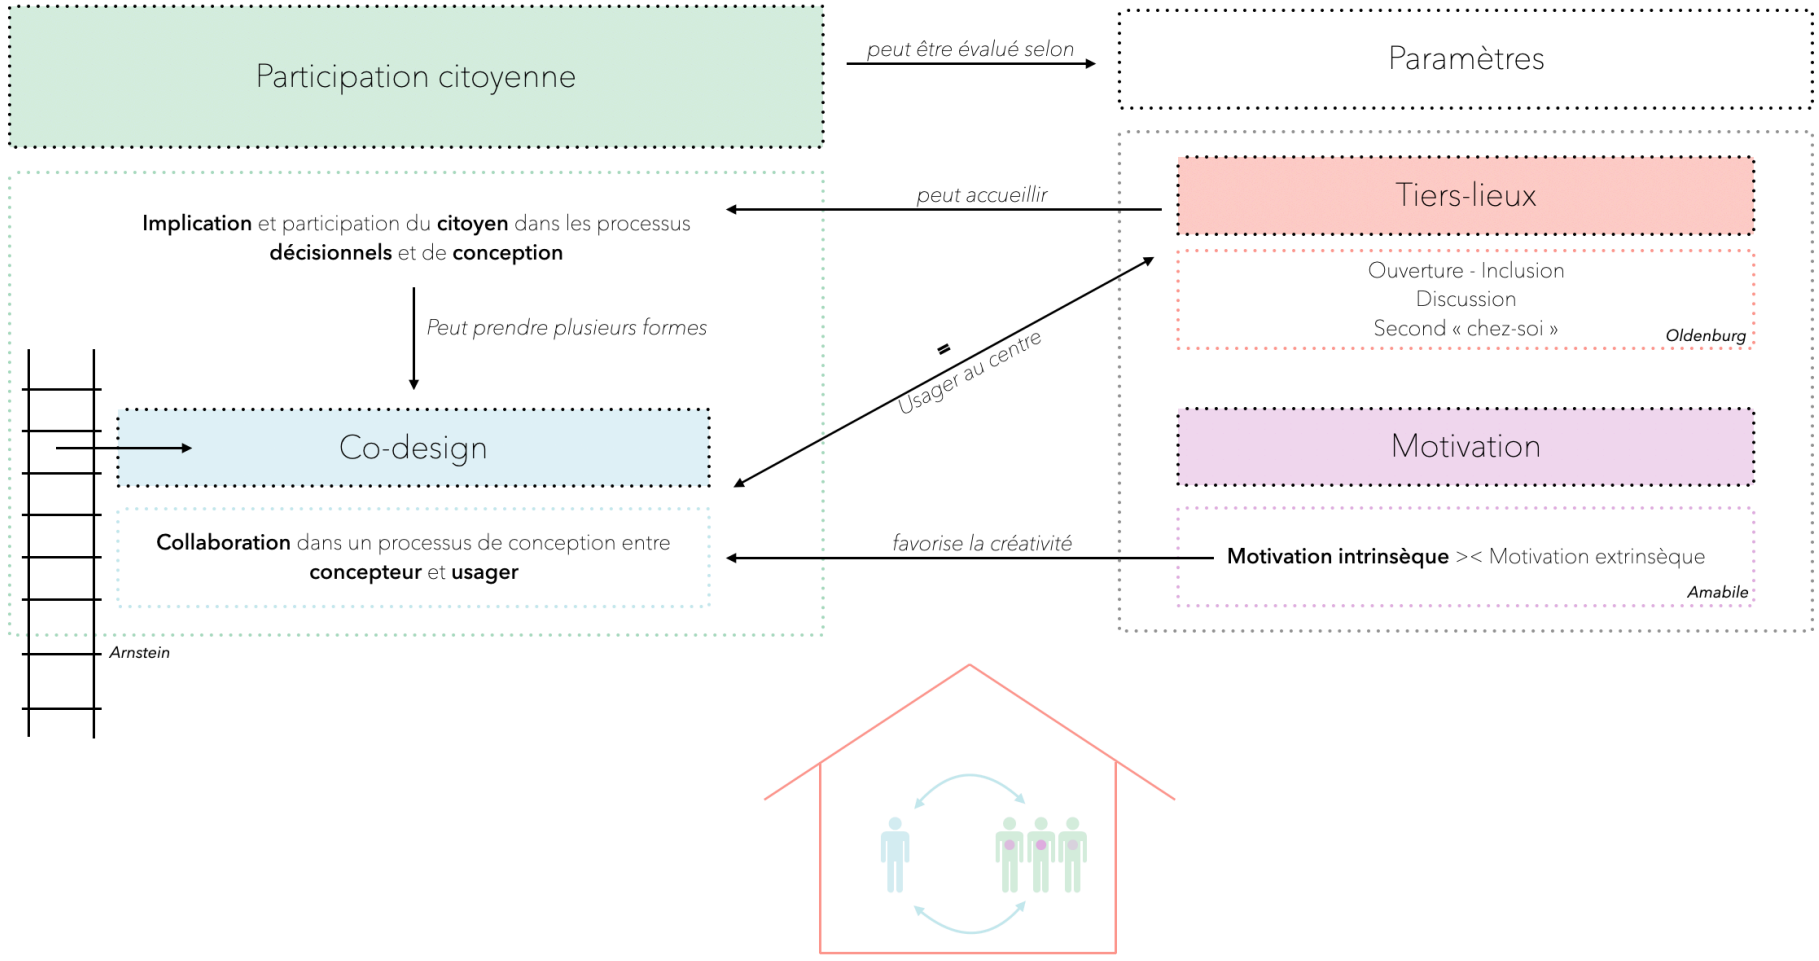 Participation citoyenne
peut être évalué selon
Paramètres
Implication et participation du citoyen dans les processus
décisionnels et de conception
Peut prendre plusieurs formes
Co-design
Collaboration dans un processus de conception entre
concepteur et usager
Arnstein
peut accueillir
=
Usager au centre
favorise la créativité
Tiers-lieux
Ouverture - Inclusion
Discussion
Second « chez-soi »
Oldenburg
Motivation
Motivation intrinsèque >< Motivation extrinsèque
Amabile